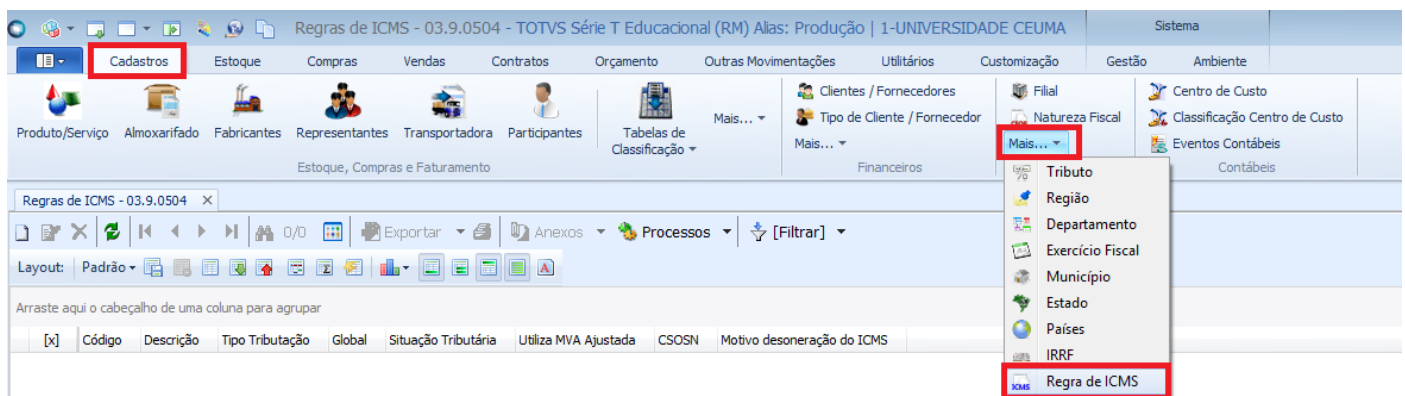 Regras de ICMS - 03.9.0504 - TOTVS Série T Educacional (RM) Alias: Produção | 1-UNIVERSIDADE CEUMA Sistema
Cadastros Estoque Compras Vendas Contratos Orçamento Outras Movimentações Utilitários Customização Gestão Ambiente
Clientes / Fornecedores Filial Centro de Custo
Produto/Serviço Almoxarifado Fabricantes Representantes Transportadora Participantes Tabelas de Classificação Mais... Tipo de Cliente / Fornecedor Natureza Fiscal Classificação Centro de Custo
Mais... Mais... Eventos Contábeis
Estoque, Compras e Faturamento Financeiros Contábeis
Tributo
Região
Departamento
Exercício Fiscal
Município
Estado
Países
IRRF
ICMS Regra de ICMS
Regras de ICMS - 03.9.0504 X
0/0 Exportar Anexos Processos [Filtrar]
Layout: Padrão
Arraste aqui o cabeçalho de uma coluna para agrupar
[x] Código Descrição Tipo Tributação Global Situação Tributária Utiliza MVA Ajustada CSOSN Motivo desoneração do ICMS